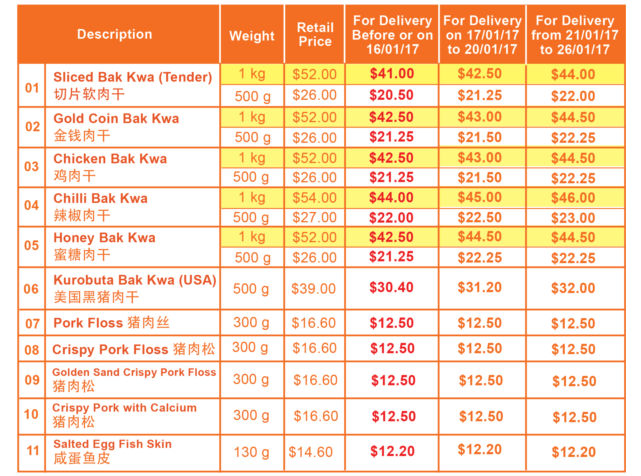 Description Weight Retail Price For Delivery Before or on 16/01/17 For Delivery on 17/01/17 to 20/01/17 For Delivery from 21/01/17 to 26/01/17
01 Sliced Bak Kwa (Tender) 1 kg $52.00 $41.00 $42.50 $44.00
切片软肉干 500 g $26.00 $20.50 $21.25 $22.00
02 Gold Coin Bak Kwa 1 kg $52.00 $42.50 $43.00 $44.50
金钱肉干 500 g $26.00 $21.25 $21.50 $22.25
03 Chicken Bak Kwa 1 kg $52.00 $42.50 $43.00 $44.50
鸡肉干 500 g $26.00 $21.25 $21.50 $22.25
04 Chilli Bak Kwa 1 kg $54.00 $44.00 $45.00 $46.00
辣椒肉干 500 g $27.00 $22.00 $22.50 $23.00
05 Honey Bak Kwa 1 kg $52.00 $42.50 $44.50 $44.50
蜜糖肉干 500 g $26.00 $21.25 $22.25 $22.25
06 Kurobuta Bak Kwa (USA) 500 g $39.00 $30.40 $31.20 $32.00
美国黑猪肉干
07 Pork Floss 猪肉丝 300 g $16.60 $12.50 $12.50 $12.50
08 Crispy Pork Floss 猪肉松 300 g $16.60 $12.50 $12.50 $12.50
09 Golden Sand Crispy Pork Floss 300 g $16.60 $12.50 $12.50 $12.50
猪肉松
10 Crispy Pork with Calcium 300 g $16.60 $12.50 $12.50 $12.50
猪肉松
11 Salted Egg Fish Skin 130 g $14.60 $12.20 $12.20 $12.20
咸蛋鱼皮